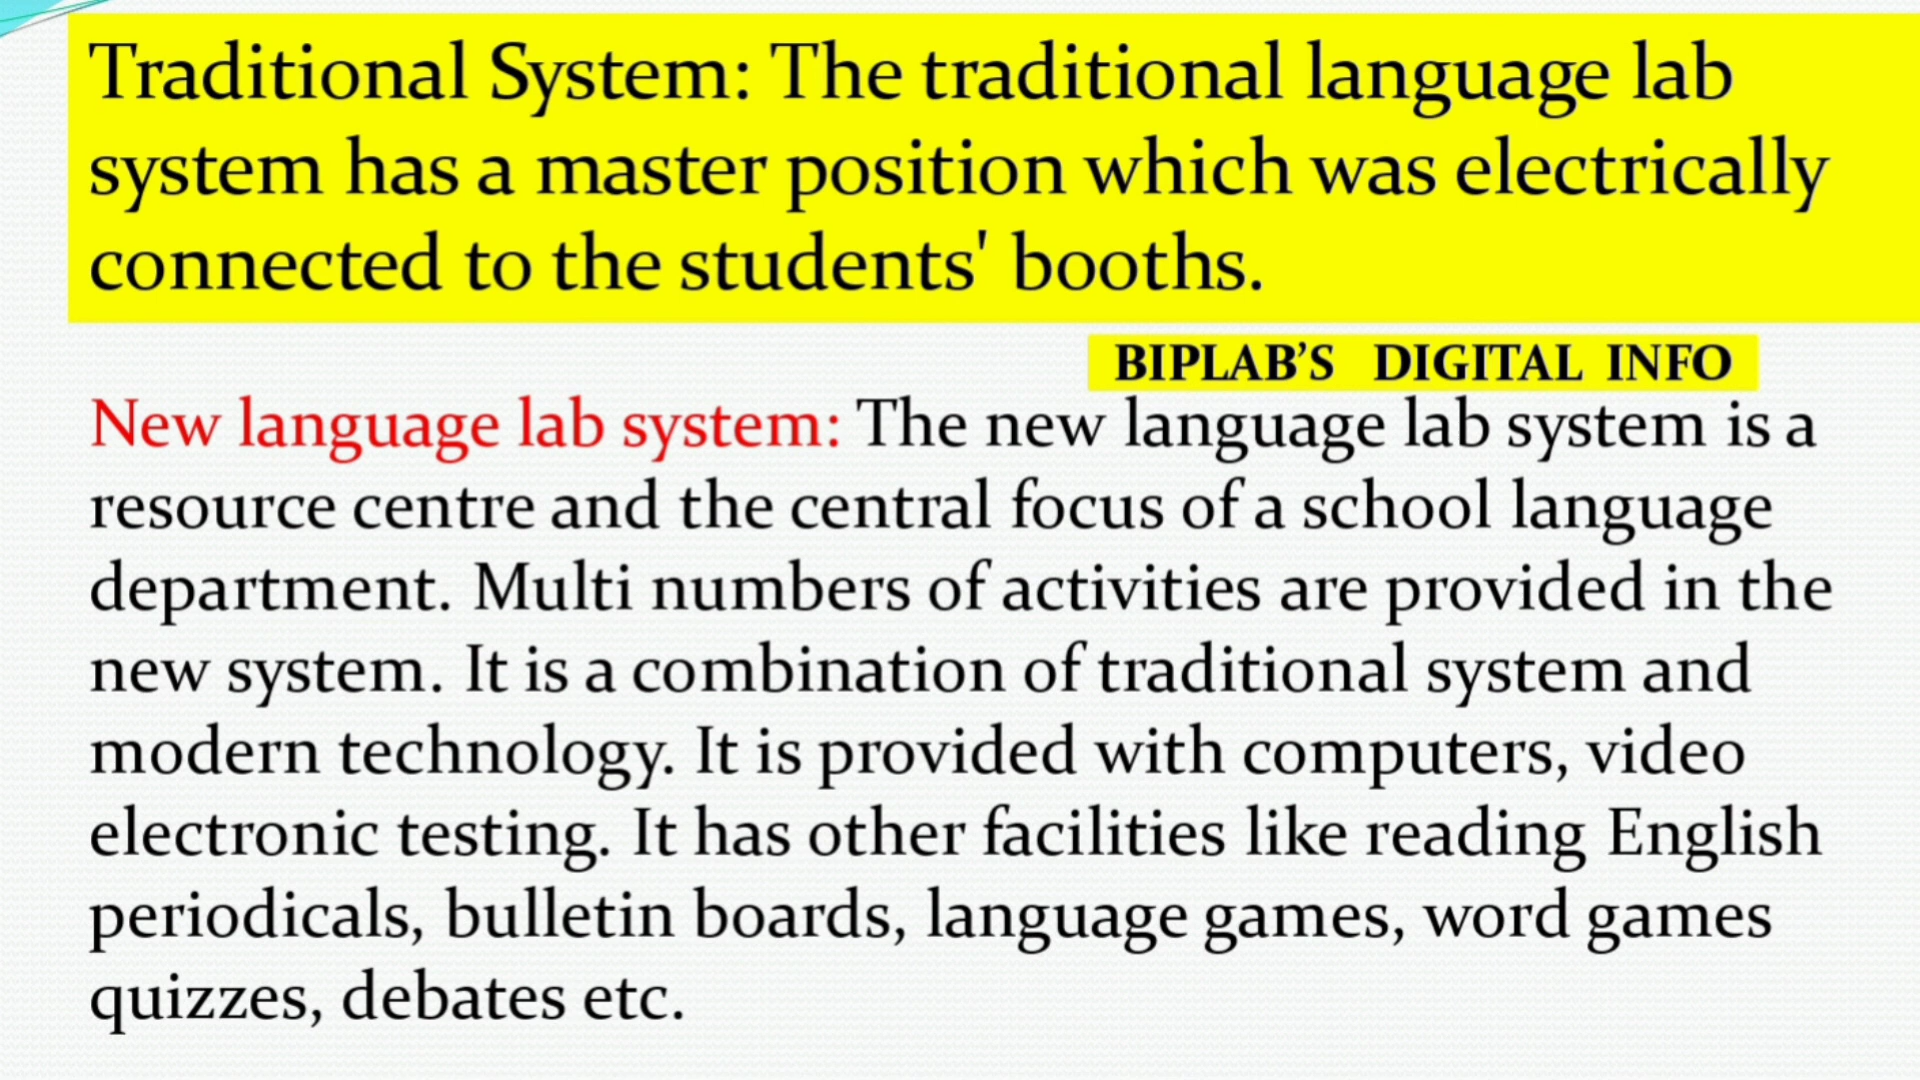 Traditional System: The traditional language lab
system has a master position which was electrically
connected to the students' booths.
BIPLAB’S DIGITAL INFO
New language lab system: The new language lab system is a
resource centre and the central focus of a school language
department. Multi numbers of activities are provided in the
new system. It is a combination of traditional system and
modern technology. It is provided with computers, video
electronic testing. It has other facilities like reading English
periodicals, bulletin boards, language games, word games
quizzes, debates etc.